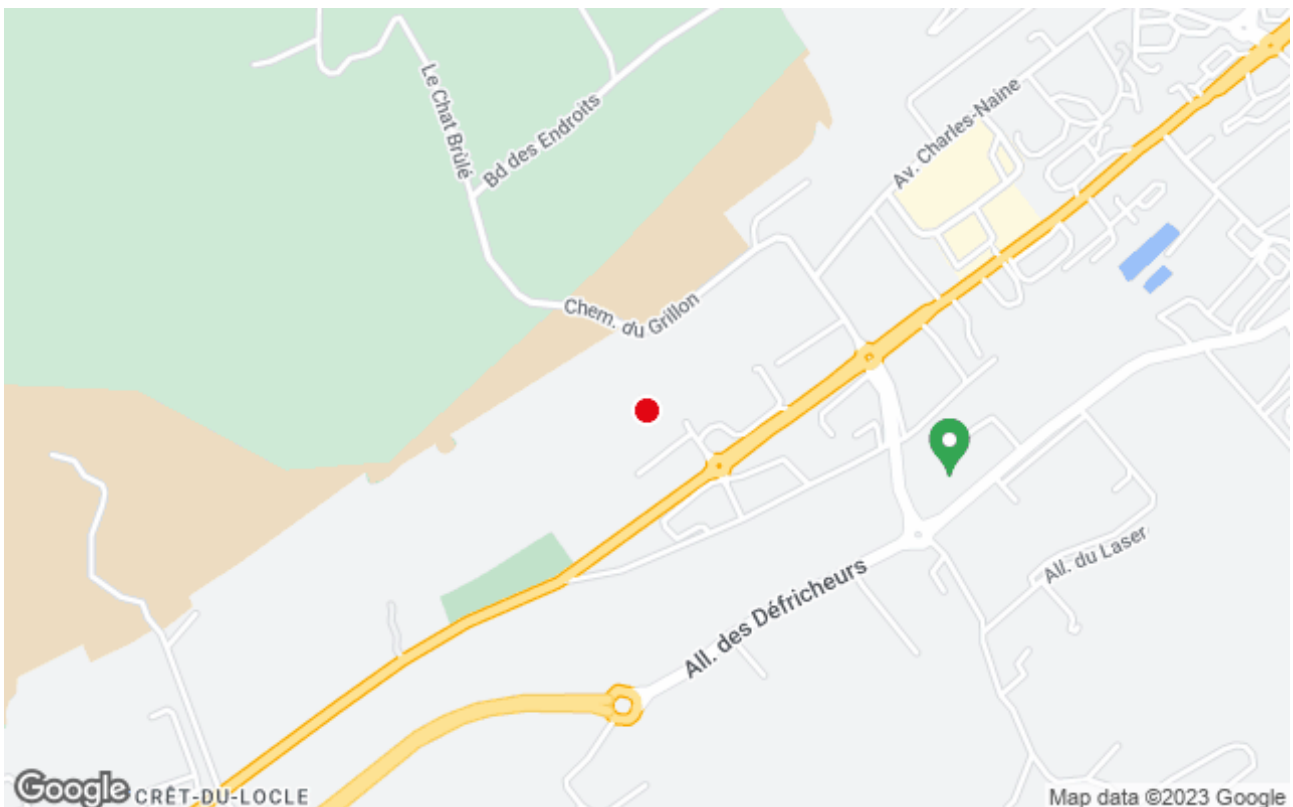 Le Chat Brûlé
Bd des Endroits
Av. Charles-Naine
Chem. du Grillon
All. du Laser
All. des Défricheurs
Google
CRÊT-DU-LOCLE
Map data ©2023 Google